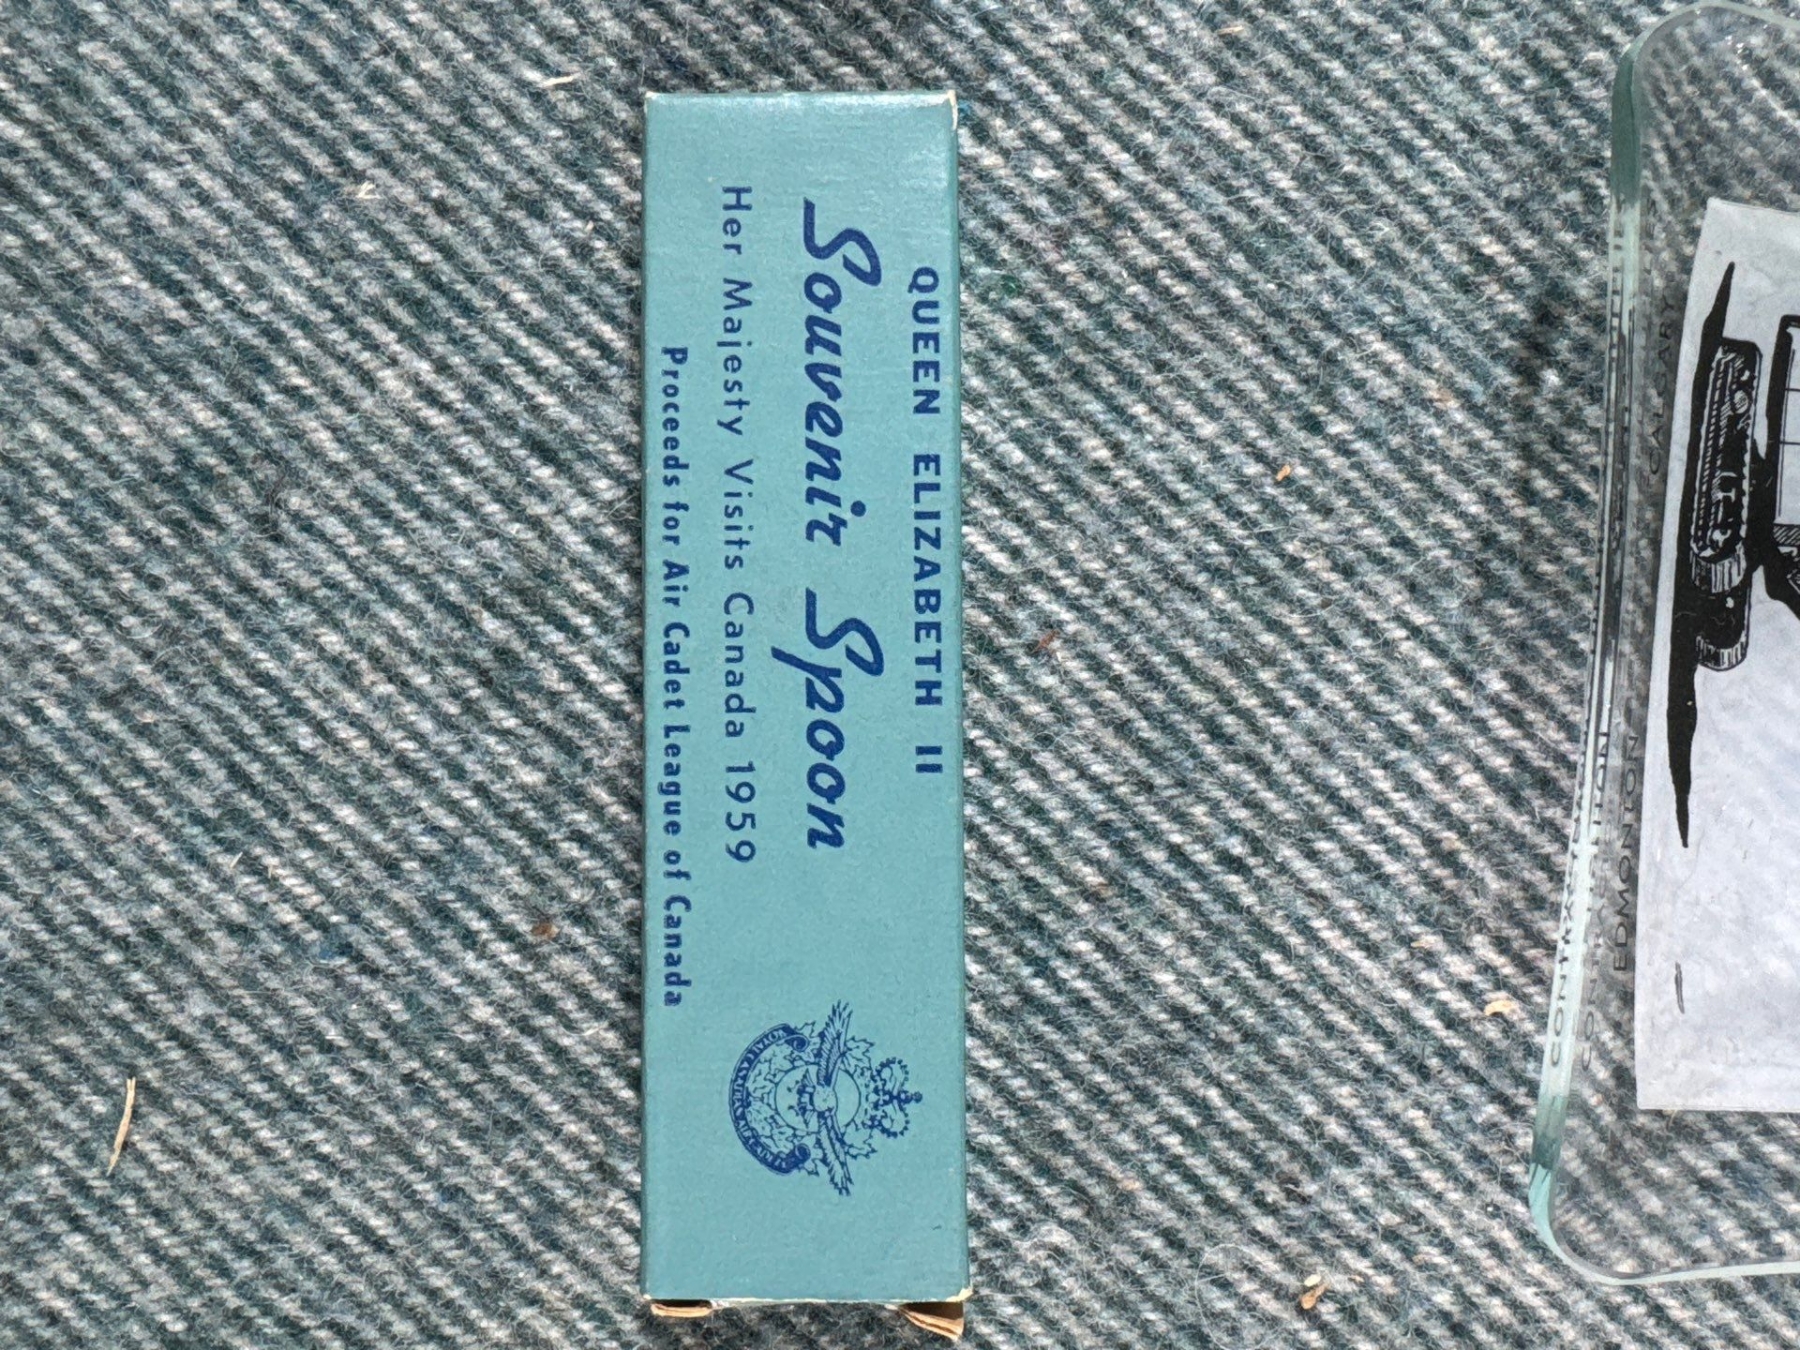 QUEEN ELIZABETH II
Souvenir Spoon
Her Majesty Visits Canada 1959
Proceeds for Air Cadet League of Canada
EDMONTON
CALGARY